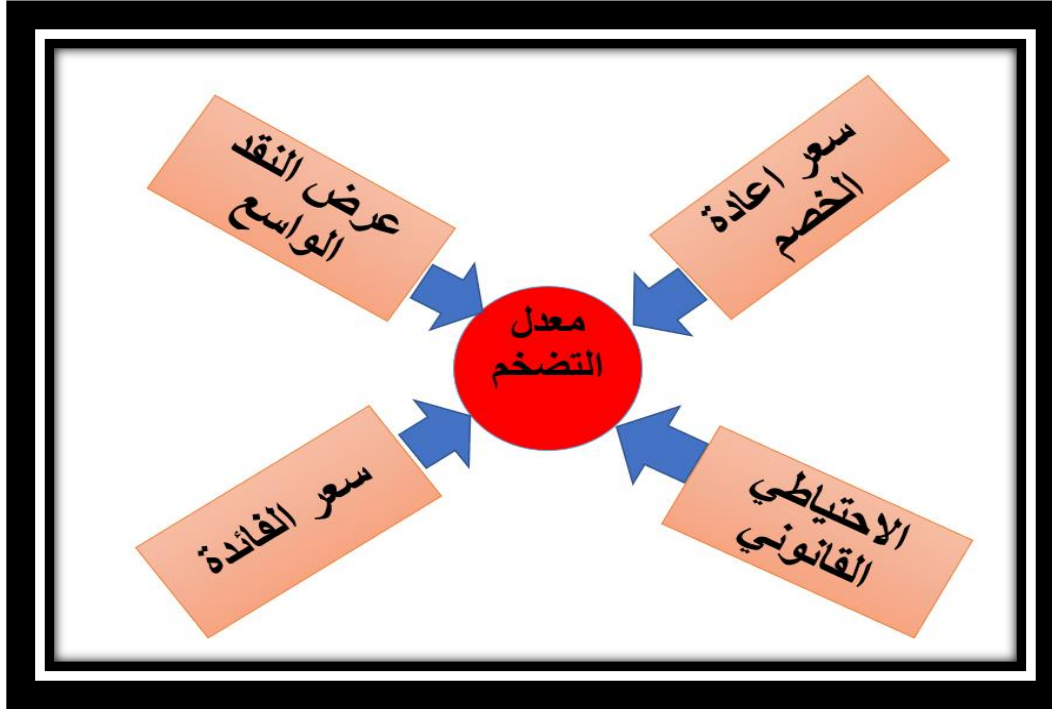 سعر اعادة
الخصم
عرض النقد
الواسع
معدل
التضخم
الاحتياطي
القانوني
سعر الفائدة